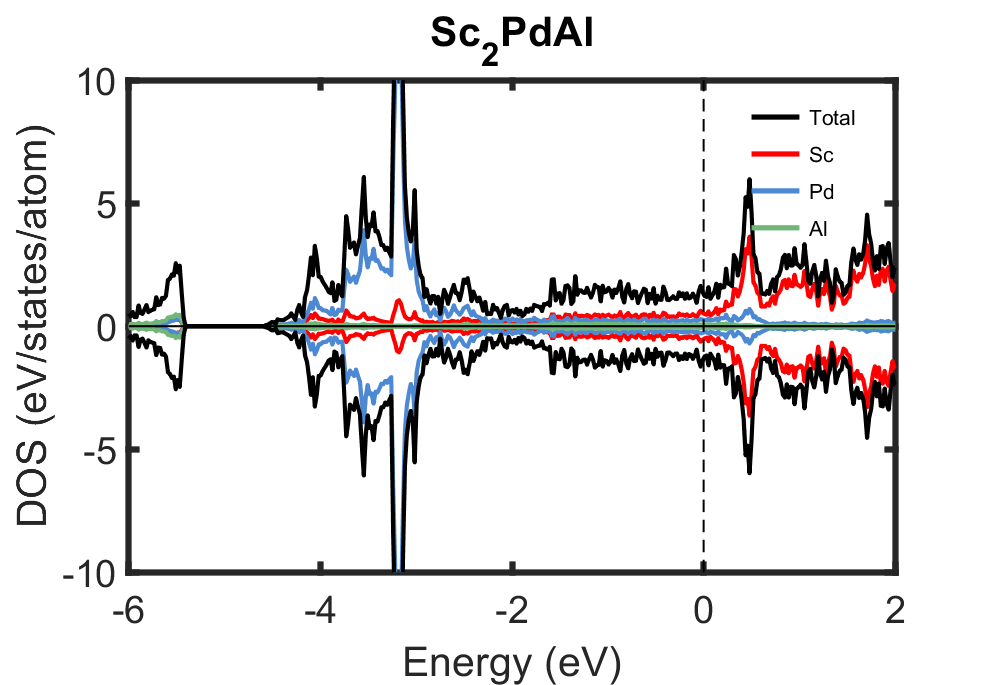 Sc₂PdAl
10
5
0
-5
-10
DOS (eV/states/atom)
Total
Sc
Pd
Al
-6 -4 -2 0 2
Energy (eV)